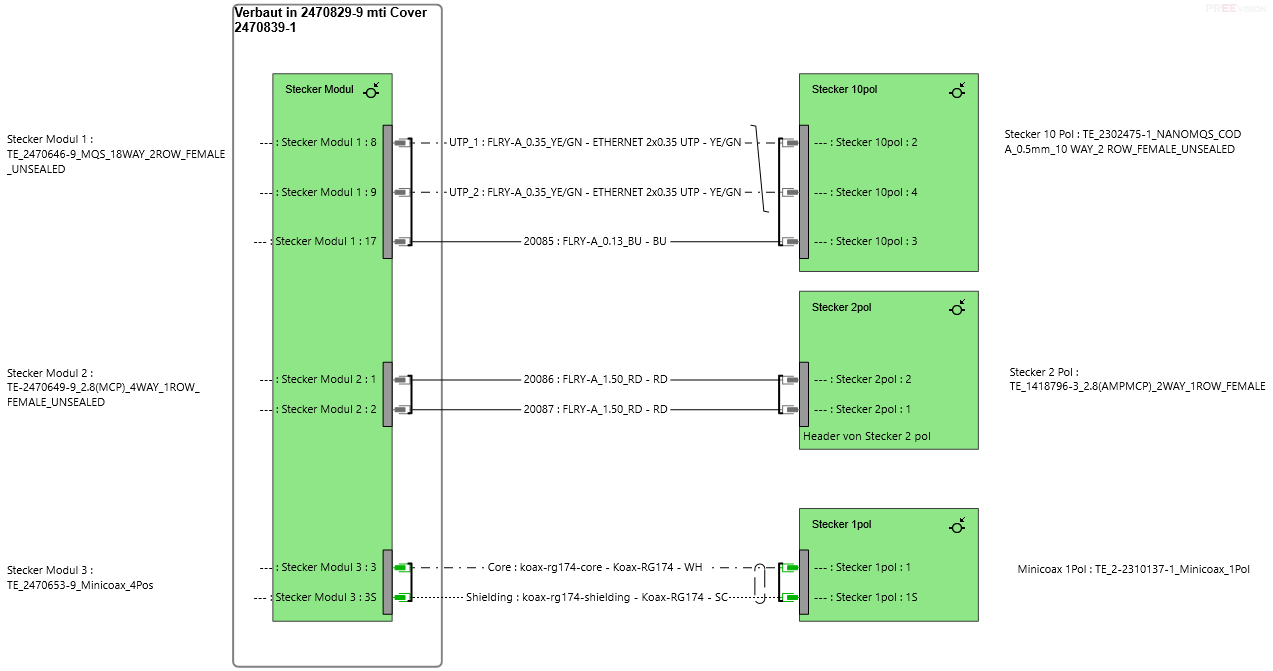 PREEvision
Verbaut in 2470829-9 mti Cover
2470839-1
Stecker Modul
Stecker 10pol
Stecker Modul 1 :
TE_2470646-9_MQS_18WAY_2ROW_FEMALE
_UNSEALED
--- : Stecker Modul 1 : 8
UTP_1 : FLRY-A_0.35_YE/GN - ETHERNET 2x0.35 UTP - YE/GN
--- : Stecker 10pol : 2
Stecker 10 Pol : TE_2302475-1_NANOMQS_COD
A_0.5mm_10 WAY_2 ROW_FEMALE_UNSEALED
--- : Stecker Modul 1 : 9
UTP_2 : FLRY-A_0.35_YE/GN - ETHERNET 2x0.35 UTP - YE/GN
--- : Stecker 10pol : 4
--- : Stecker Modul 1 : 17
20085 : FLRY-A_0.13_BU - BU
--- : Stecker 10pol : 3
Stecker 2pol
Stecker Modul 2 :
TE-2470649-9_2.8(MCP)_4WAY_1ROW_
FEMALE_UNSEALED
--- : Stecker Modul 2 : 1
20086 : FLRY-A_1.50_RD - RD
--- : Stecker 2pol : 2
Stecker 2 Pol :
TE_1418796-3_2.8(AMPMCP)_2WAY_1ROW_FEMALE
--- : Stecker Modul 2 : 2
20087 : FLRY-A_1.50_RD - RD
--- : Stecker 2pol : 1
Header von Stecker 2 pol
Stecker 1pol
Stecker Modul 3 :
TE_2470653-9_Minicoax_4Pos
--- : Stecker Modul 3 : 3
Core : koax-rg174-core - Koax-RG174 - WH
--- : Stecker 1pol : 1
Minicoax 1Pol : TE_2-2310137-1_Minicoax_1Pol
--- : Stecker Modul 3 : 3S
Shielding : koax-rg174-shielding - Koax-RG174 - SC
--- : Stecker 1pol : 1S